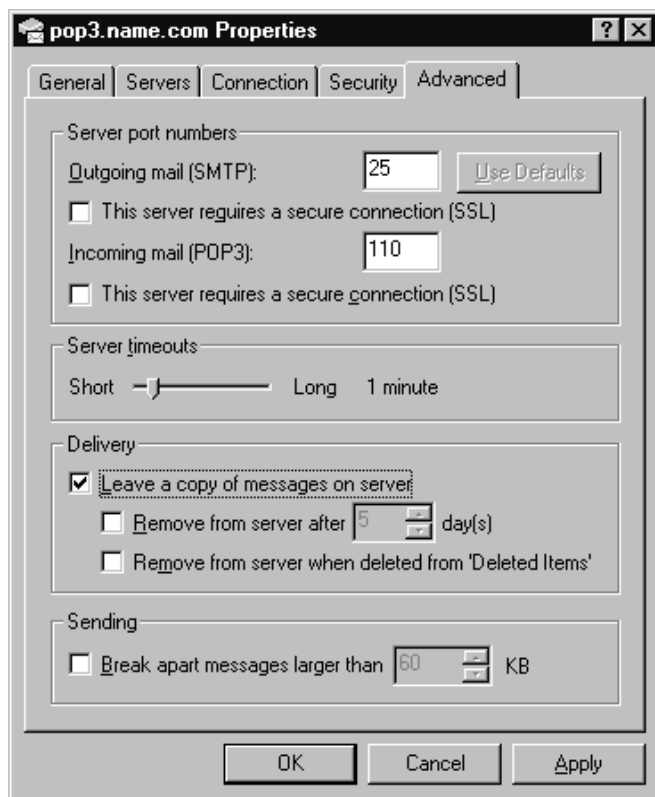 pop3.name.com Properties
General Servers Connection Security Advanced
Server port numbers
Outgoing mail (SMTP): 25 Use Defaults
This server requires a secure connection (SSL)
Incoming mail (POP3): 110
This server requires a secure connection (SSL)
Server timeouts
Short Long 1 minute
Delivery
Leave a copy of messages on server
Remove from server after 5 day(s)
Remove from server when deleted from 'Deleted Items'
Sending
Break apart messages larger than 60 KB
OK Cancel Apply